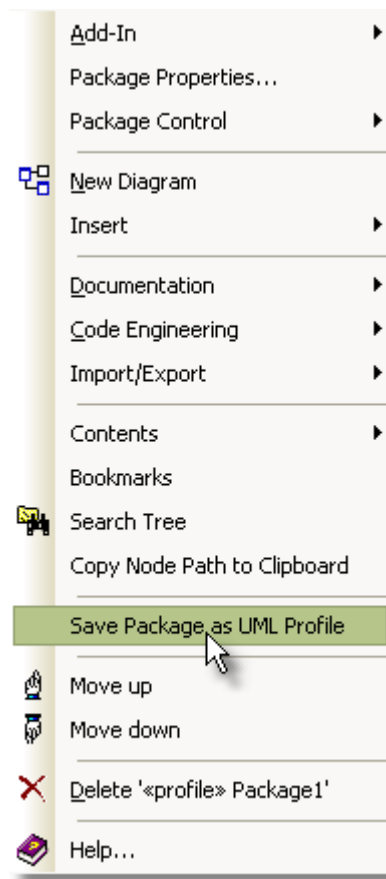 Add-In
Package Properties...
Package Control
New Diagram
Insert
Documentation
Code Engineering
Import/Export
Contents
Bookmarks
Search Tree
Copy Node Path to Clipboard
Save Package as UML Profile
Move up
Move down
Delete '«profile» Package1'
Help...